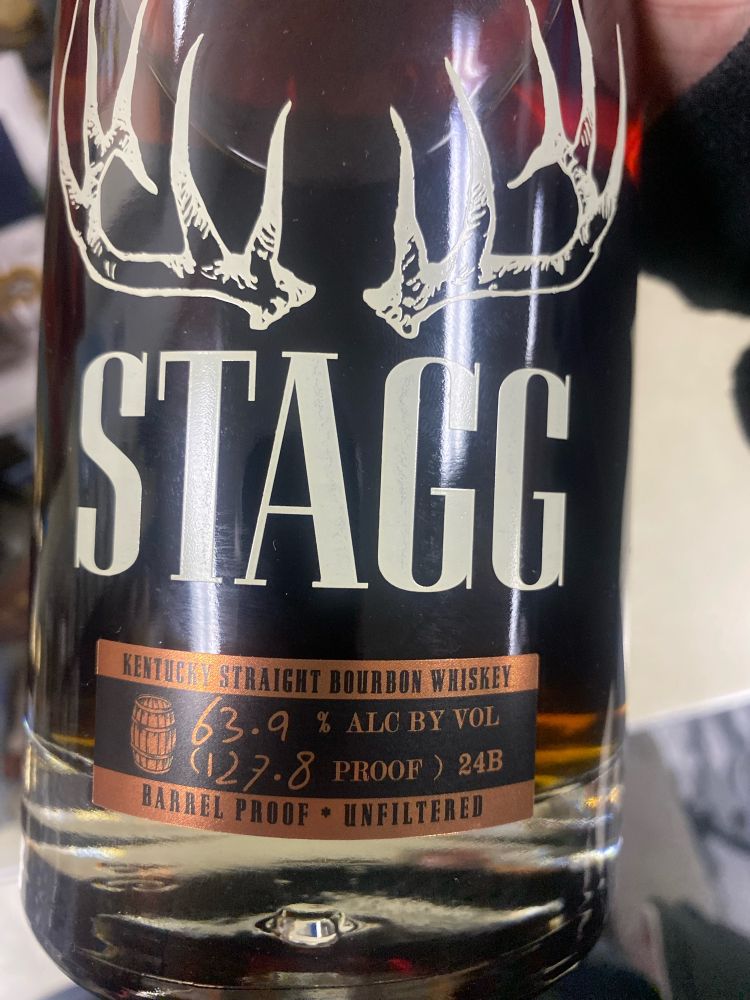 STAGG
KENTUCKY STRAIGHT BOURBON WHISKEY
63.9 % ALC BY VOL
(127.8 PROOF) 24B
BARREL PROOF * UNFILTERED